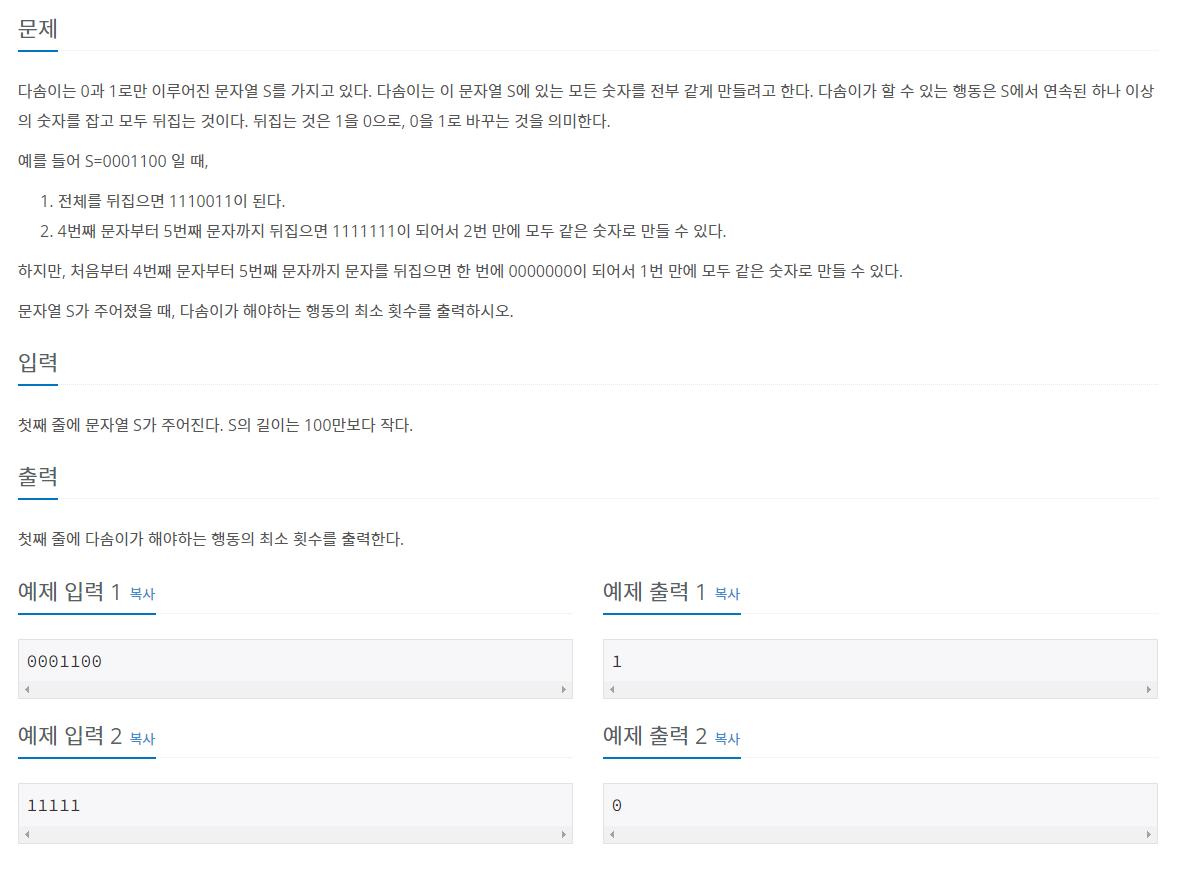 문제
다솜이는 0과 1로만 이루어진 문자열 S를 가지고 있다. 다솜이는 이 문자열 S에 있는 모든 숫자를 전부 같게 만들려고 한다. 다솜이가 할 수 있는 행동은 S에서 연속된 하나 이상
의 숫자를 잡고 모두 뒤집는 것이다. 뒤집는 것은 1을 0으로, 0을 1로 바꾸는 것을 의미한다.
예를 들어 S=0001100 일 때,
1. 전체를 뒤집으면 1110011이 된다.
2. 4번째 문자부터 5번째 문자까지 뒤집으면 1111111이 되어서 2번 만에 모두 같은 숫자로 만들 수 있다.
하지만, 처음부터 4번째 문자부터 5번째 문자까지 문자를 뒤집으면 한 번에 0000000이 되어서 1번 만에 모두 같은 숫자로 만들 수 있다.
문자열 S가 주어졌을 때, 다솜이가 해야하는 행동의 최소 횟수를 출력하시오.
입력
첫째 줄에 문자열 S가 주어진다. S의 길이는 100만보다 작다.
출력
첫째 줄에 다솜이가 해야하는 행동의 최소 횟수를 출력한다.
예제 입력 1 복사
0001100
예제 출력 1 복사
1
예제 입력 2 복사
11111
예제 출력 2 복사
0